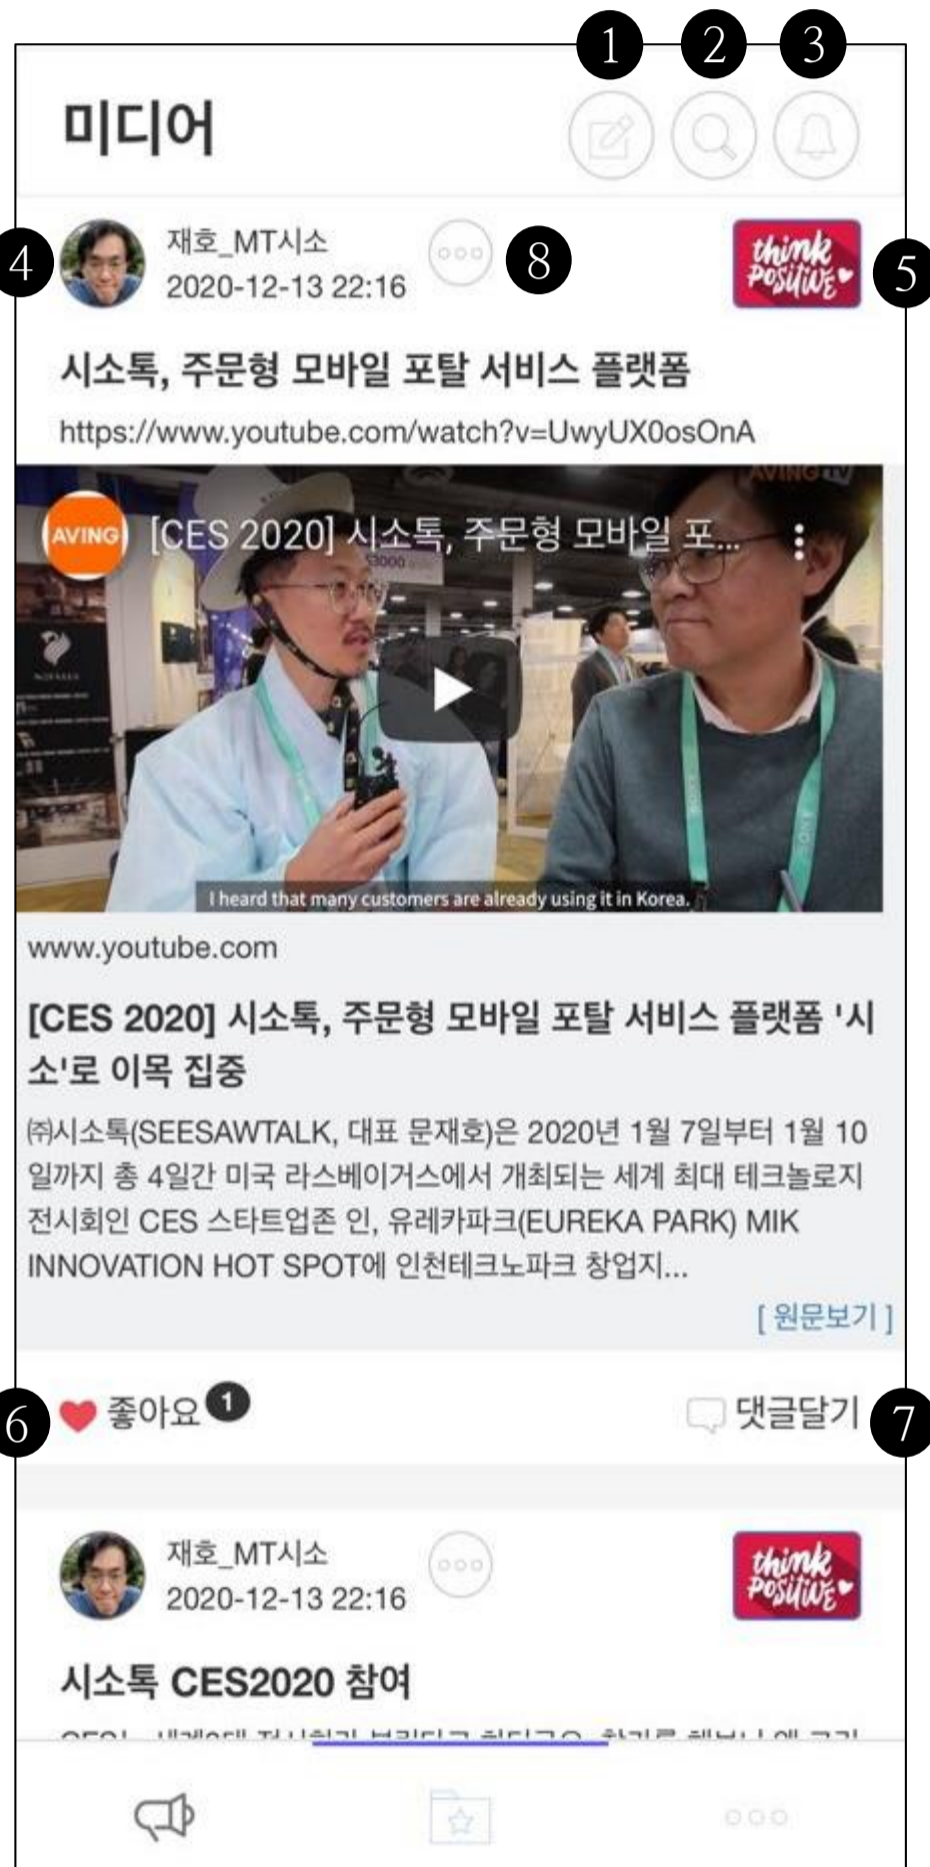 1 2 3
미디어
4 재호_MT시소 8 5
2020-12-13 22:16
think
POSITIVE
시소톡, 주문형 모바일 포탈 서비스 플랫폼
https://www.youtube.com/watch?v=UwyUX0osOnA
AVING TV
AVING [CES 2020] 시소톡, 주문형 모바일 포...
I heard that many customers are already using it in Korea.
www.youtube.com
[CES 2020] 시소톡, 주문형 모바일 포탈 서비스 플랫폼 '시
소'로 이목 집중
㈜시소톡(SEESAWTALK, 대표 문재호)은 2020년 1월 7일부터 1월 10
일까지 총 4일간 미국 라스베이거스에서 개최되는 세계 최대 테크놀로지
전시회인 CES 스타트업존 인, 유레카파크(EUREKA PARK) MIK
INNOVATION HOT SPOT에 인천테크노파크 창업지...
[ 원문보기 ]
6 좋아요 1 댓글달기 7
재호_MT시소
2020-12-13 22:16
think
POSITIVE
시소톡 CES2020 참여